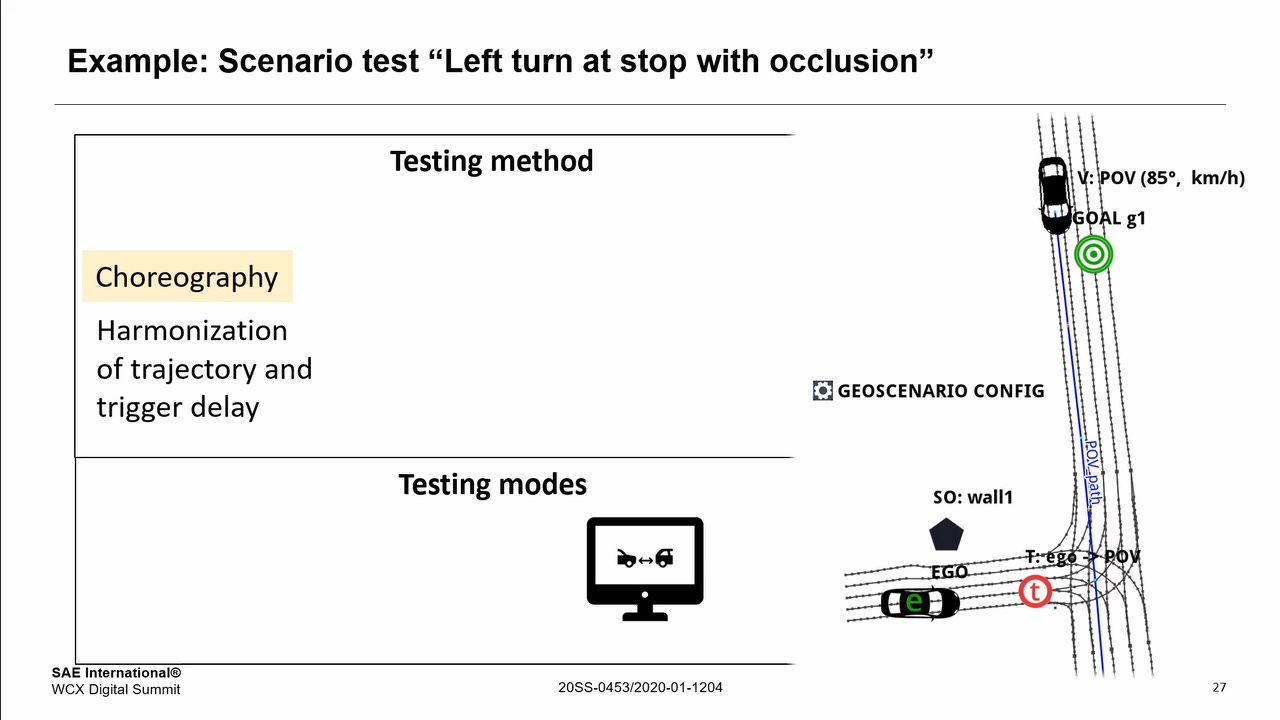 Example: Scenario test “Left turn at stop with occlusion”
Testing method
Choreography
Harmonization
of trajectory and
trigger delay
Testing modes
V: POV (85°,  km/h)
GOAL g1
GEOSCENARIO CONFIG
POV_path
SO: wall1
T: ego -> POV
EGO
e
t
SAE International®
WCX Digital Summit
20SS-0453/2020-01-1204
27